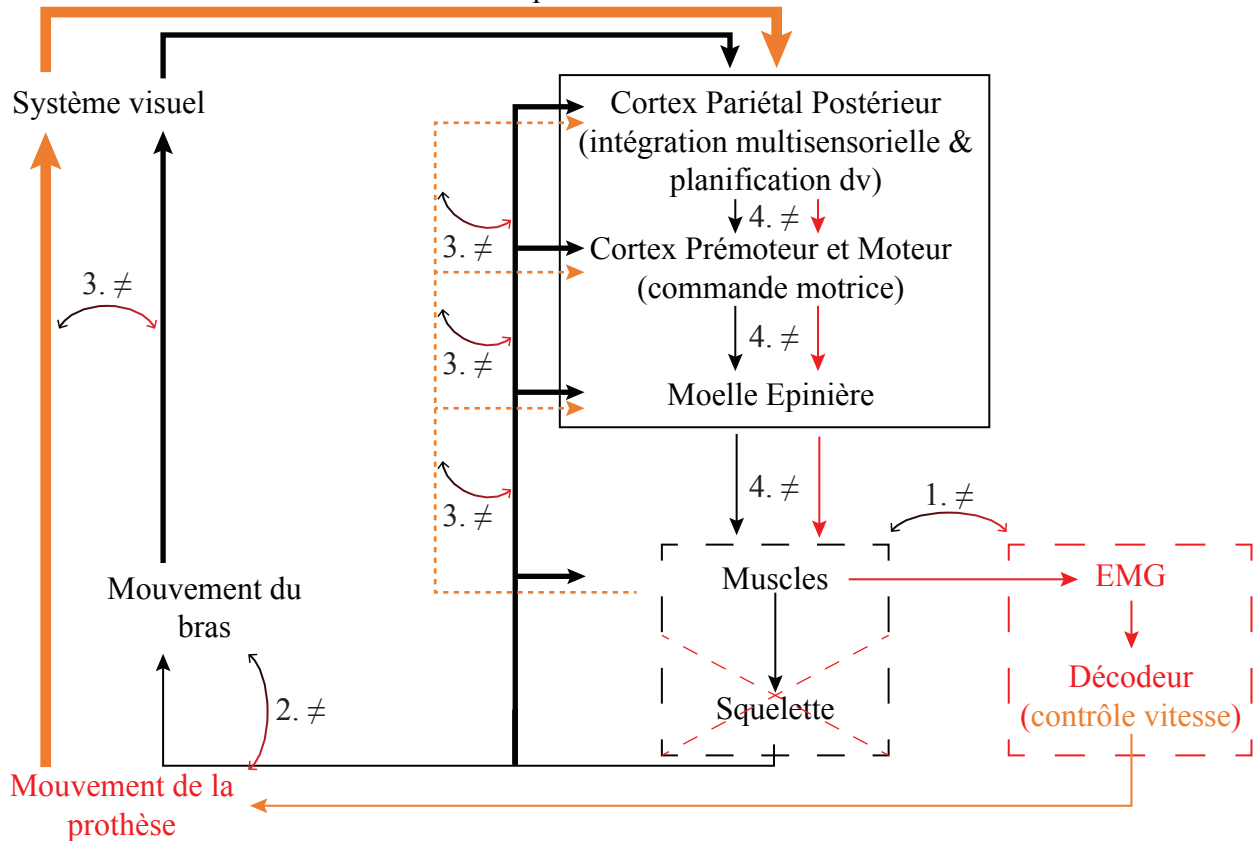 Système visuel
Cortex Pariétal Postérieur
(intégration multisensorielle &
planification dv)
4. ≠
Cortex Prémoteur et Moteur
(commande motrice)
3. ≠
3. ≠
4. ≠
3. ≠
Moelle Epinière
4. ≠
3. ≠
1. ≠
Mouvement du
bras
Muscles
EMG
2. ≠
Squelette
Décodeur
(contrôle vitesse)
Mouvement de la
prothèse